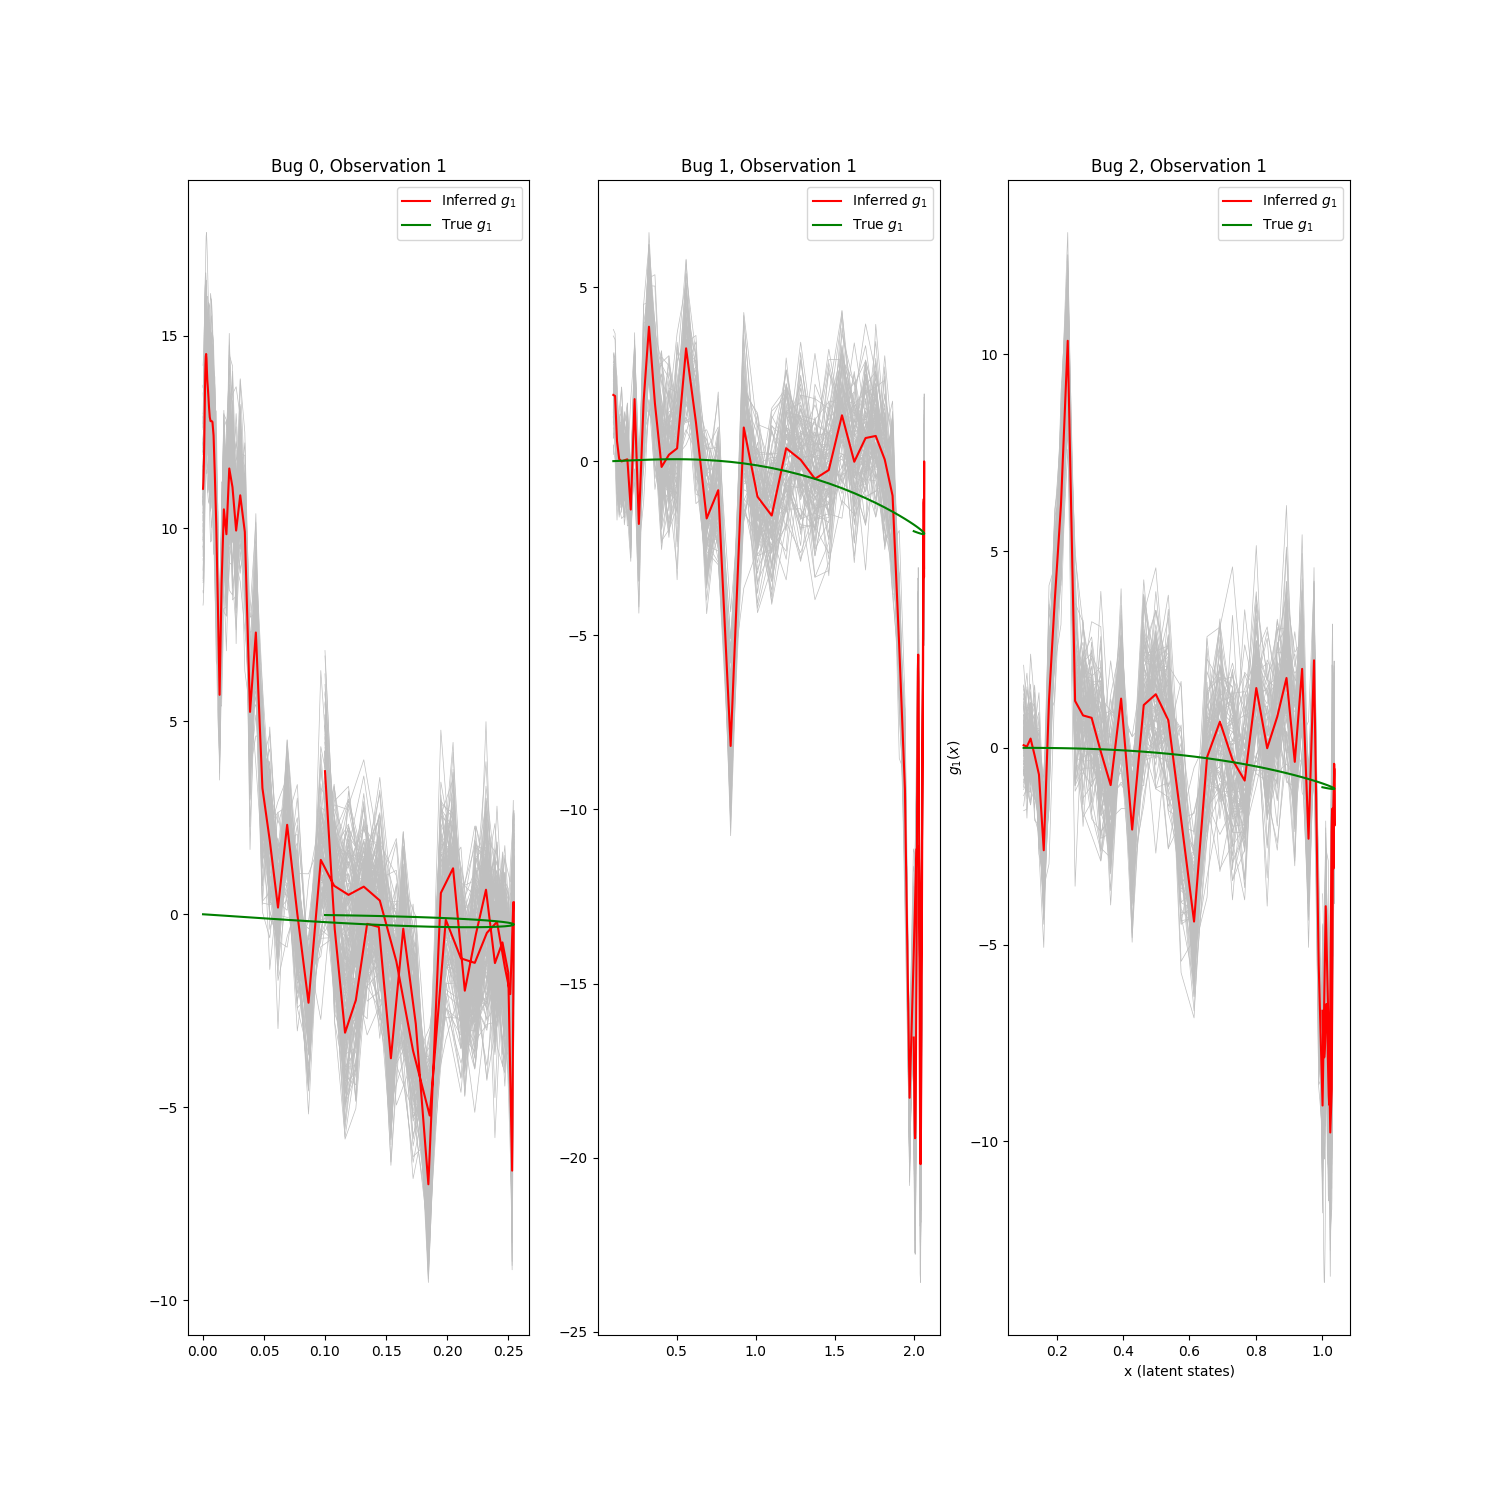 Bug 0, Observation 1
Inferred g₁
True g₁
15
10
5
0
−5
−10
0.00 0.05 0.10 0.15 0.20 0.25
Bug 1, Observation 1
Inferred g₁
True g₁
5
0
−5
−10
−15
−20
−25
0.5 1.0 1.5 2.0
Bug 2, Observation 1
Inferred g₁
True g₁
g₁(x)
10
5
0
−5
−10
0.2 0.4 0.6 0.8 1.0
x (latent states)